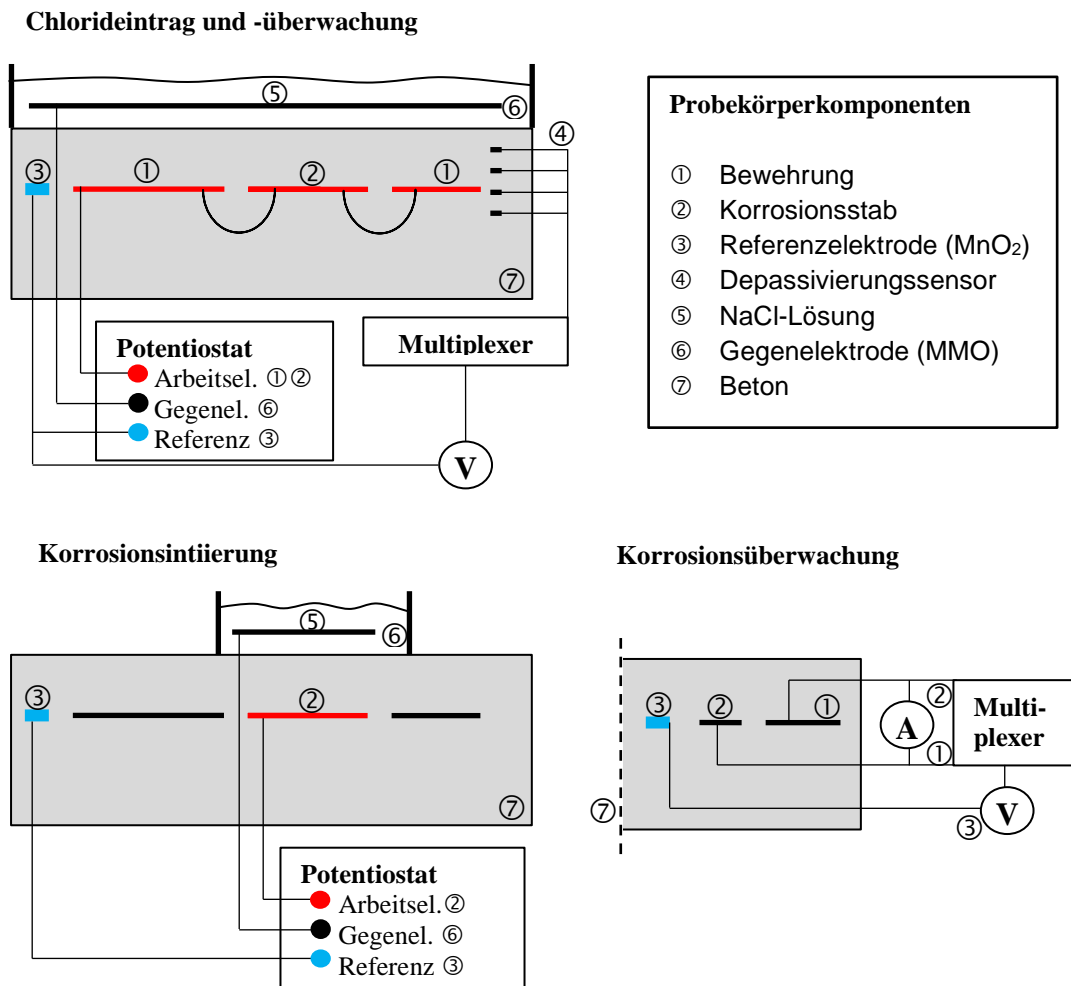 Chlorideintrag und -überwachung
⑤
⑥
④
③
①
②
①
⑦
Potentiostat
Arbeitsel. ①②
Gegenel. ⑥
Referenz ③
Multiplexer
V
Probekörperkomponenten
① Bewehrung
② Korrosionsstab
③ Referenzelektrode (MnO₂)
④ Depassivierungssensor
⑤ NaCl-Lösung
⑥ Gegenelektrode (MMO)
⑦ Beton
Korrosionsintiierung
⑤
⑥
③
②
⑦
Potentiostat
Arbeitsel.②
Gegenel. ⑥
Referenz ③
Korrosionsüberwachung
③
②
①
②
A
①
Multi-
plexer
⑦
③
V